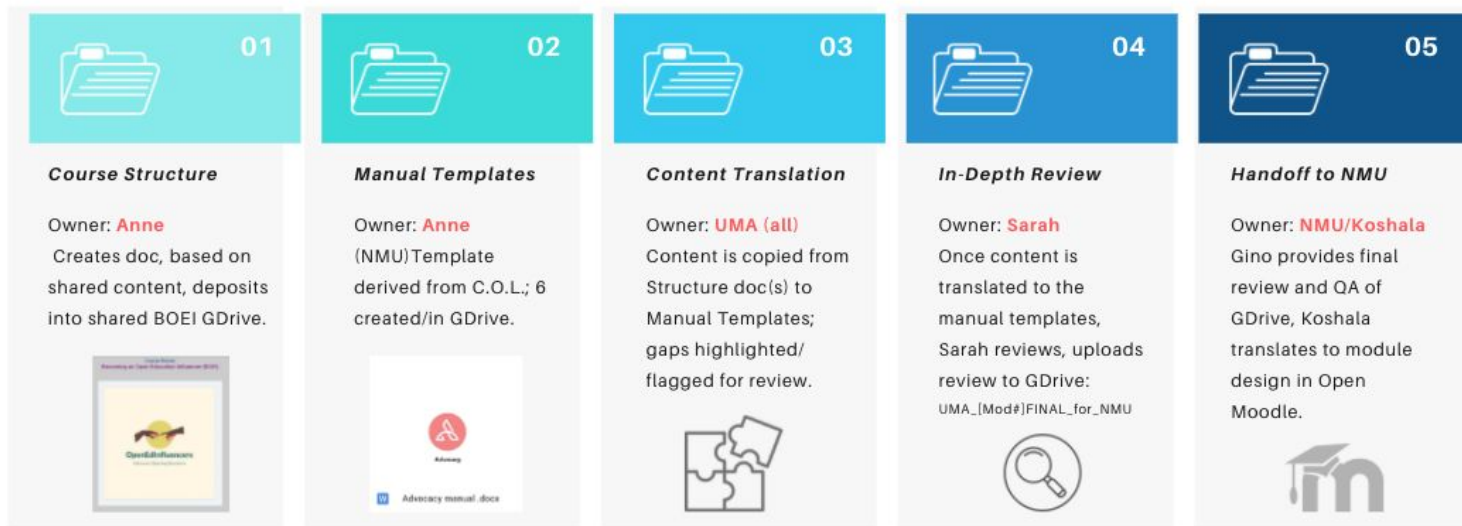 01
Course Structure
Owner: Anne
Creates doc, based on
shared content, deposits
into shared BOEI GDrive.
OpenEdInfluencers
02
Manual Templates
Owner: Anne
(NMU)Template
derived from C.O.L.; 6
created/in GDrive.
Advocacy
W Advocacy manual .docx
03
Content Translation
Owner: UMA (all)
Content is copied from
Structure doc(s) to
Manual Templates;
gaps highlighted/
flagged for review.
04
In-Depth Review
Owner: Sarah
Once content is
translated to the
manual templates,
Sarah reviews, uploads
review to GDrive:
UMA_[Mod#]FINAL_for_NMU
05
Handoff to NMU
Owner: NMU/Koshala
Gino provides final
review and QA of
GDrive, Koshala
translates to module
design in Open
Moodle.
m